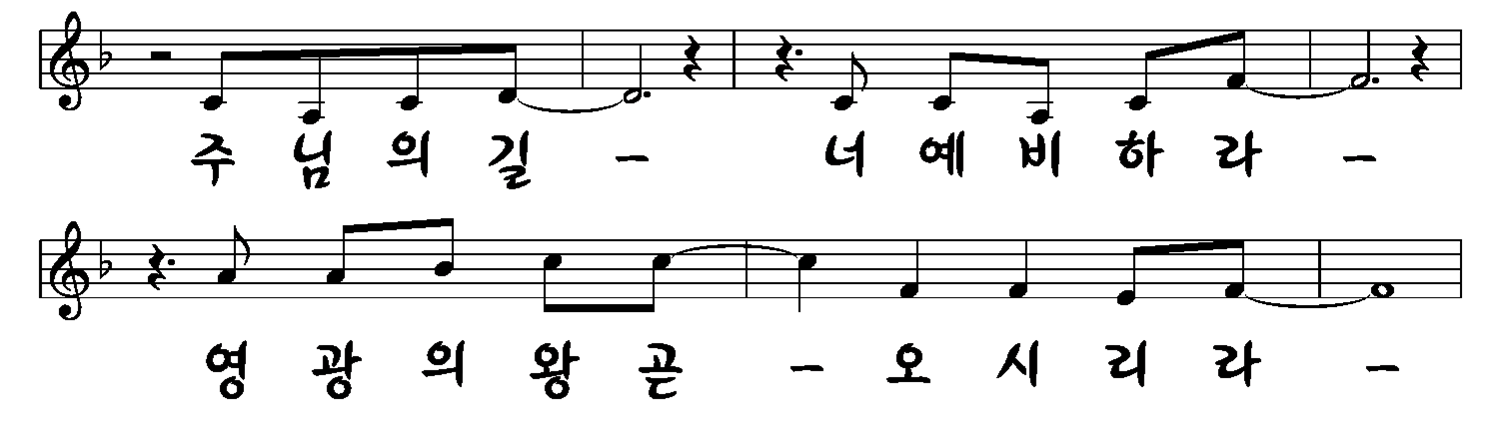 주 님 의 길 - 너 예 비 하 라 -
영 광 의 왕 곧 - 오 시 리 라 -